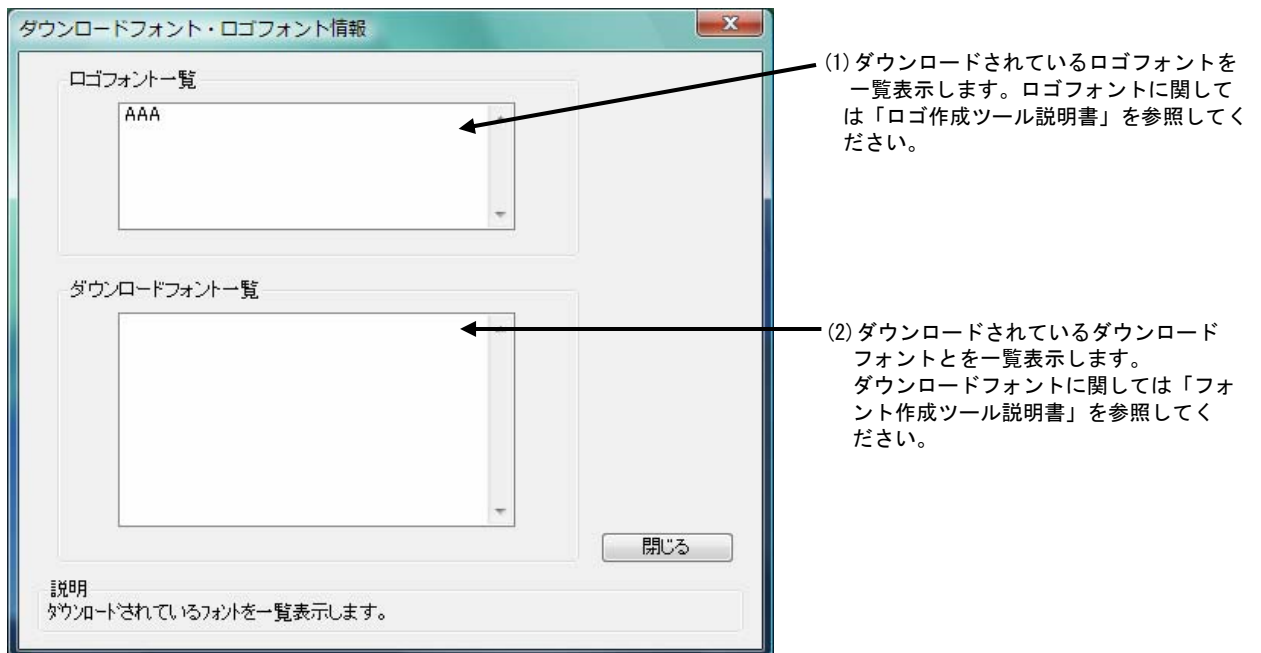 ダウンロードフォント・ロゴフォント情報
ロゴフォント一覧
AAA
(1)ダウンロードされているロゴフォントを
一覧表示します。ロゴフォントに関して
は「ロゴ作成ツール説明書」を参照してく
ださい。
ダウンロードフォント一覧
(2)ダウンロードされているダウンロード
フォントとを一覧表示します。
ダウンロードフォントに関しては「フォ
ント作成ツール説明書」を参照してく
ださい。
閉じる
説明
ダウンロードされているフォントを一覧表示します。